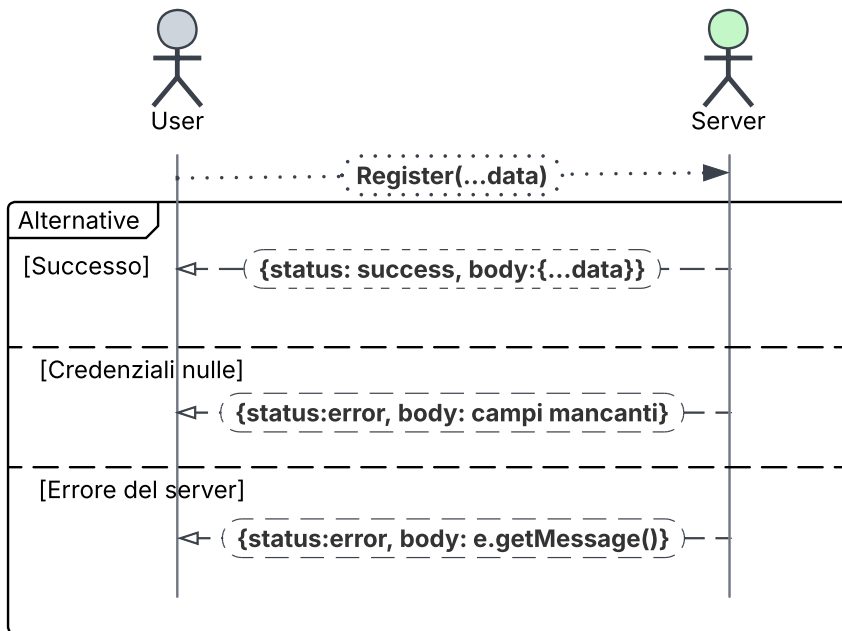 User
Server
Register(...data)
Alternative
[Successo]
{status: success, body:{...data}}
[Credenziali nulle]
{status:error, body: campi mancanti}
[Errore del server]
{status:error, body: e.getMessage()}